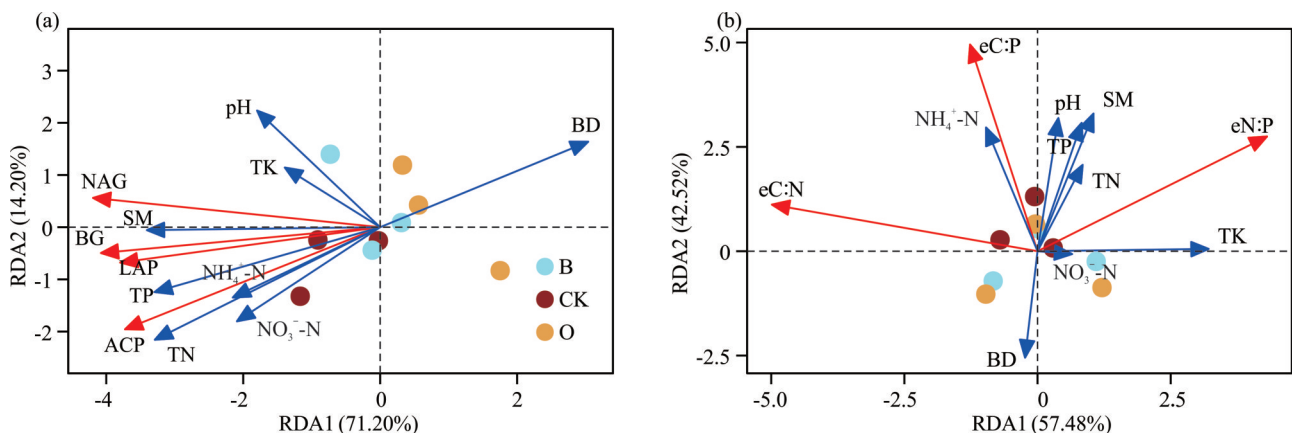 (a)
3
2
1
0
-1
-2
RDA2 (14.20%)
pH
BD
TK
NAG
SM
BG
LAP
NH₄⁺-N
TP
ACP
TN
NO₃⁻-N
B
CK
O
-4
-2
0
2
RDA1 (71.20%)
(b)
5.0
2.5
0
-2.5
RDA2 (42.52%)
eC:P
pH
SM
NH₄⁺-N
TP
eN:P
TN
eC:N
TK
NO₃⁻-N
BD
-5.0
-2.5
0
2.5
RDA1 (57.48%)